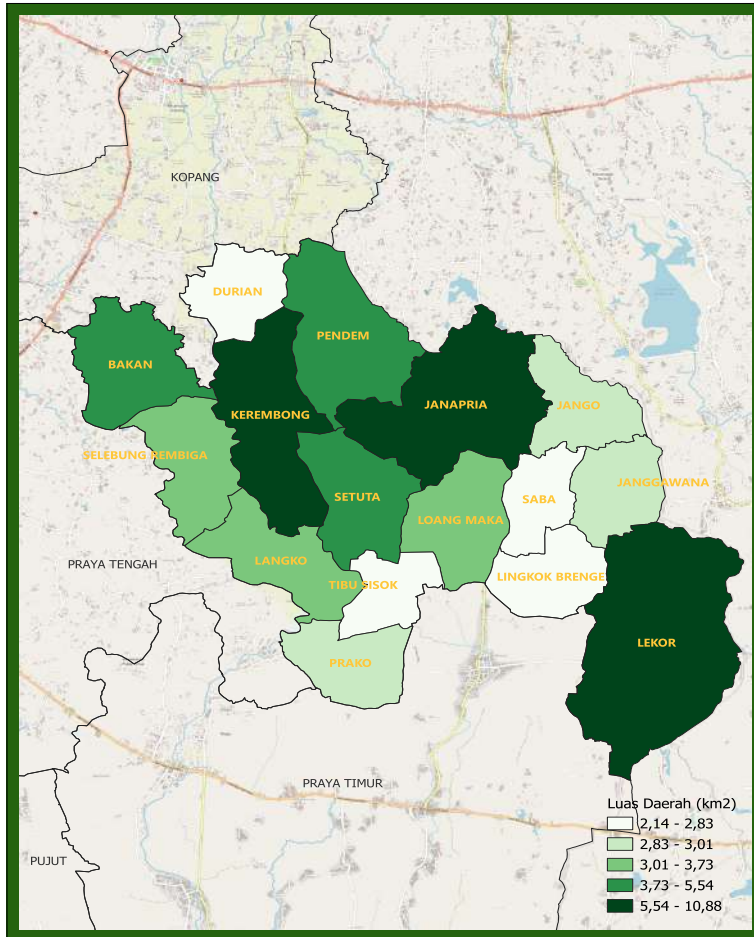 KOPANG
DURIAN
PENDEM
BAKAN
JANAPRIA
JANGO
KEREMBONG
SELEBUNG REMBIGA
JANGGAWANA
SETUTA
SABA
LOANG MAKA
LANGKO
PRAYA TENGAH
TIBU SISOK
LINGKOK BRENGE
LEKOR
PRAKO
PRAYA TIMUR
PUJUT
Luas Daerah (km2)
2,14 - 2,83
2,83 - 3,01
3,01 - 3,73
3,73 - 5,54
5,54 - 10,88